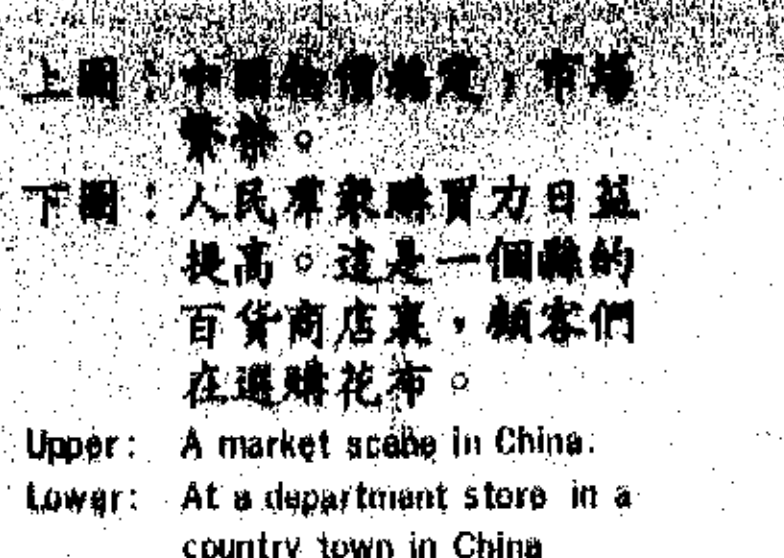 上圖：中國物價穩定，市場
繁榮。
下圖：人民羣衆購買力日益
提高。這是一個縣的
百貨商店裏，顧客們
在選購花布。
Upper: A market scene in China.
Lower: At a department store in a
country town in China